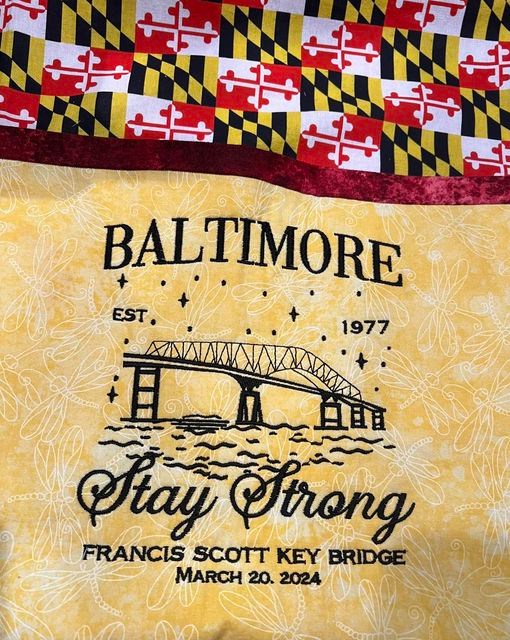 BALTIMORE
EST. 1977
Stay Strong
FRANCIS SCOTT KEY BRIDGE
MARCH 20. 2024